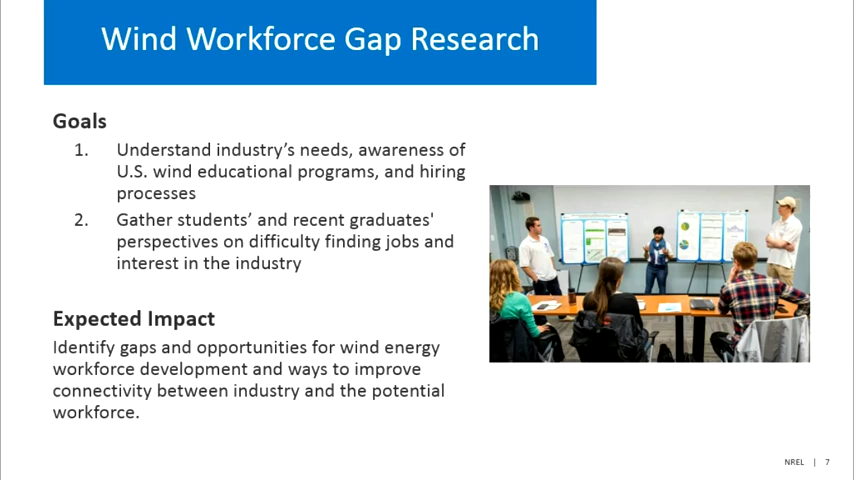 Wind Workforce Gap Research
Goals
1. Understand industry's needs, awareness of
U.S. wind educational programs, and hiring
processes
2. Gather students' and recent graduates'
perspectives on difficulty finding jobs and
interest in the industry
Expected Impact
Identify gaps and opportunities for wind energy
workforce development and ways to improve
connectivity between industry and the potential
workforce.
NREL | 7